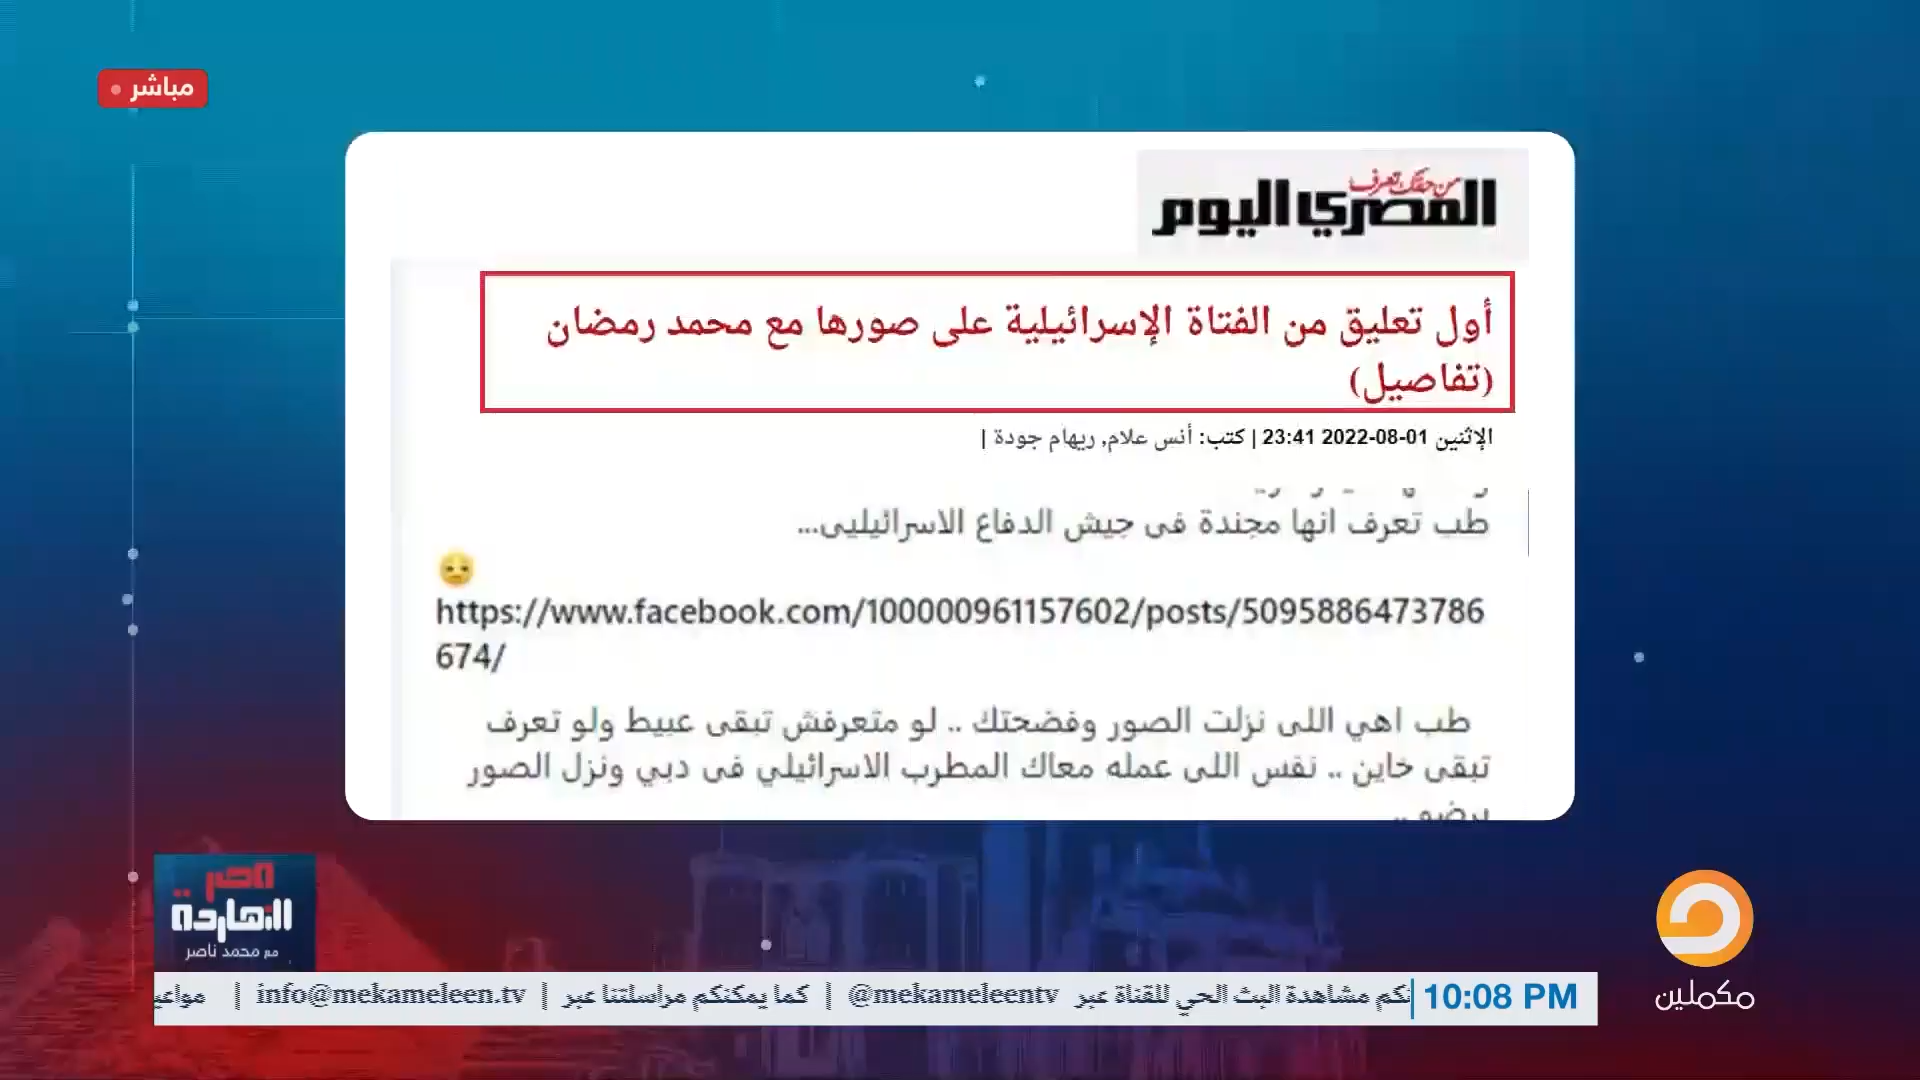 مباشر
من حقك تعرف
المصري اليوم
أول تعليق من الفتاة الإسرائيلية على صورها مع محمد رمضان
(تفاصيل)
الإثنين 01-08-2022 23:41 | كتب: أنس علام, ريهام جودة |
طب تعرف انها مجندة فى جيش الدفاع الاسرائيليى...
https://www.facebook.com/100000961157602/posts/5095886473786
674/
طب اهي اللى نزلت الصور وفضحتك .. لو متعرفش تبقى عبيط ولو تعرف
تبقى خاين .. نفس اللى عمله معاك المطرب الاسرائيلي فى دبي ونزل الصور
برضو ..
مصر
النهاردة
مع محمد ناصر
نكم مشاهدة البث الحي للقناة عبر @mekameleentv | كما يمكنكم مراسلتنا عبر info@mekameleen.tv | مواعي
10:08 PM
مكملين